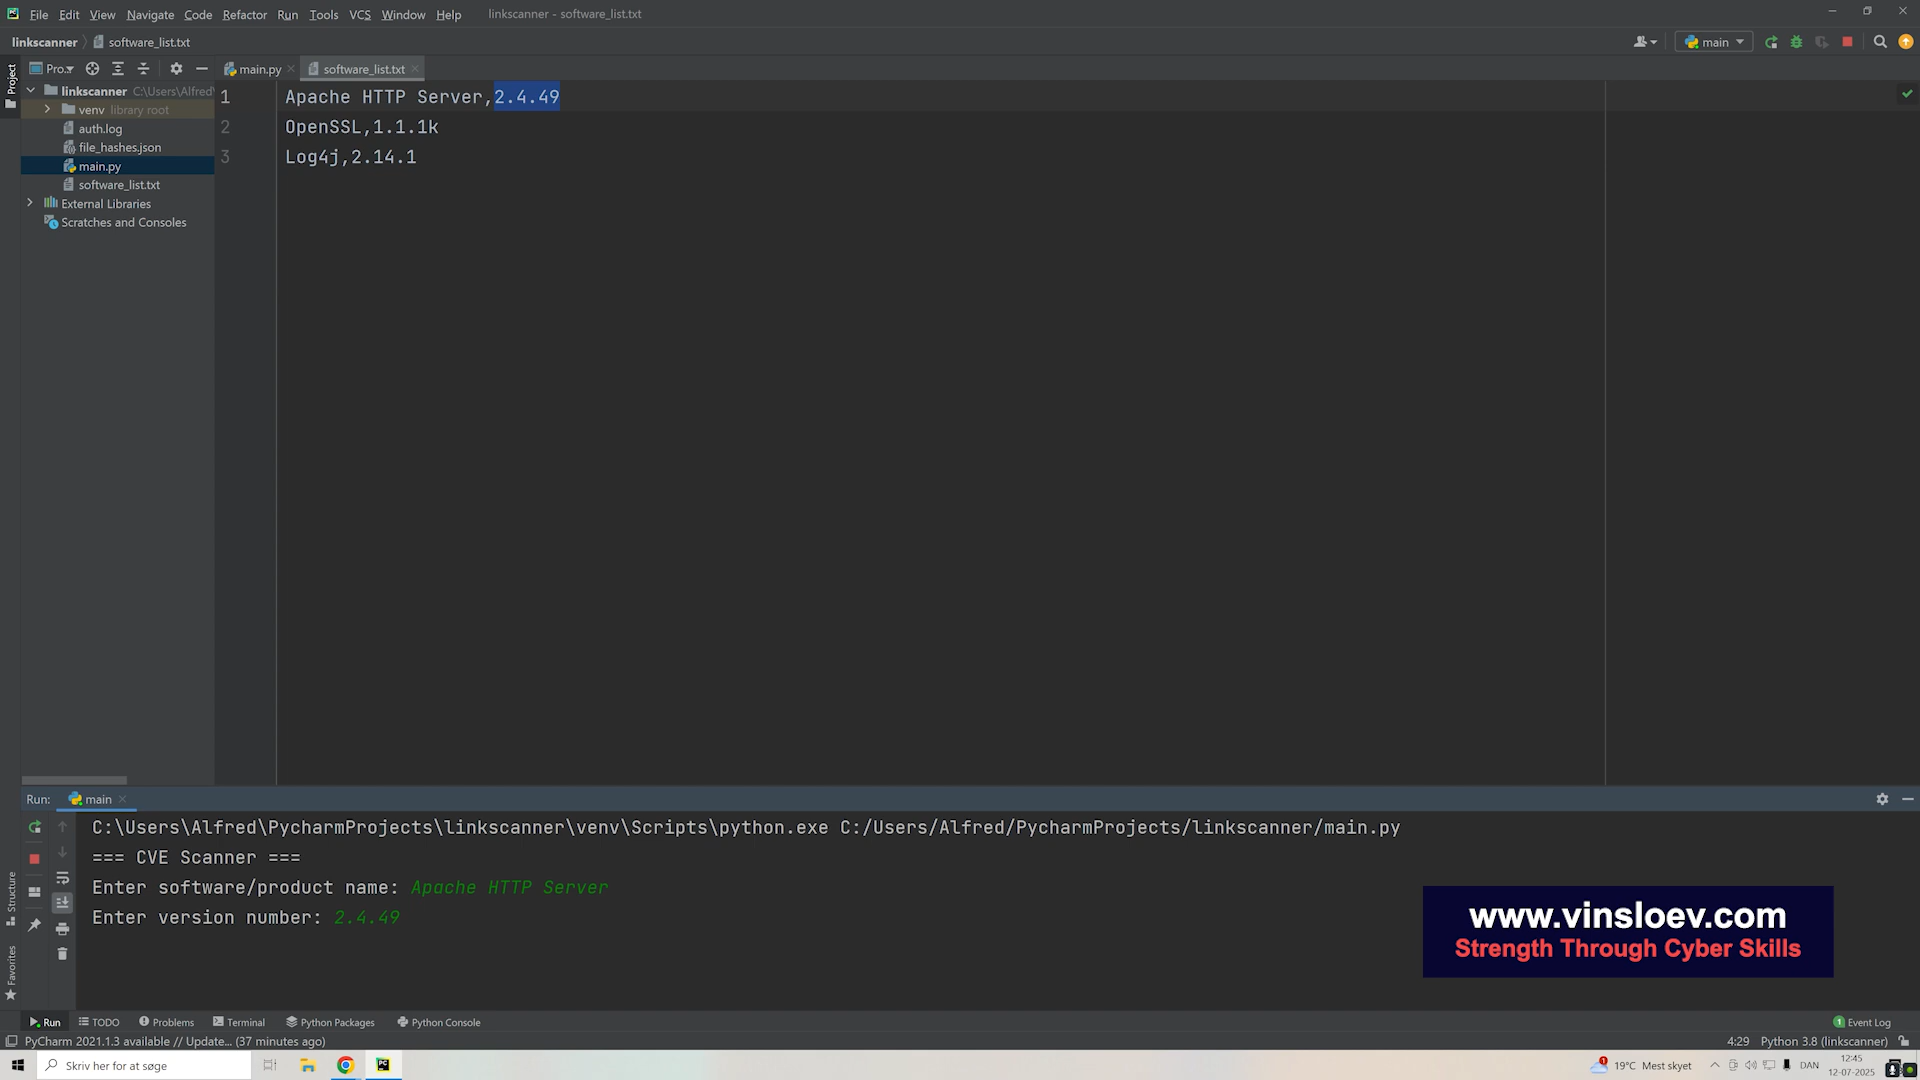 File Edit View Navigate Code Refactor Run Tools VCS Window Help linkscanner - software_list.txt
linkscanner software_list.txt
main
Project
Pro..
main.py
software_list.txt
linkscanner C:\Users\Alfred\
venv library root
auth.log
file_hashes.json
main.py
software_list.txt
External Libraries
Scratches and Consoles
1 Apache HTTP Server,2.4.49
2 OpenSSL,1.1.1k
3 Log4j,2.14.1
Run: main
C:\Users\Alfred\PycharmProjects\linkscanner\venv\Scripts\python.exe C:/Users/Alfred/PycharmProjects/linkscanner/main.py
=== CVE Scanner ===
Enter software/product name: Apache HTTP Server
Enter version number: 2.4.49
Structure
Favorites
www.vinsloev.com
Strength Through Cyber Skills
Run TODO Problems Terminal Python Packages Python Console
1 Event Log
PyCharm 2021.1.3 available // Update... (37 minutes ago)
4:29 Python 3.8 (linkscanner)
Skriv her for at søge
1
19°C Mest skyet
DAN
12:45
12-07-2025